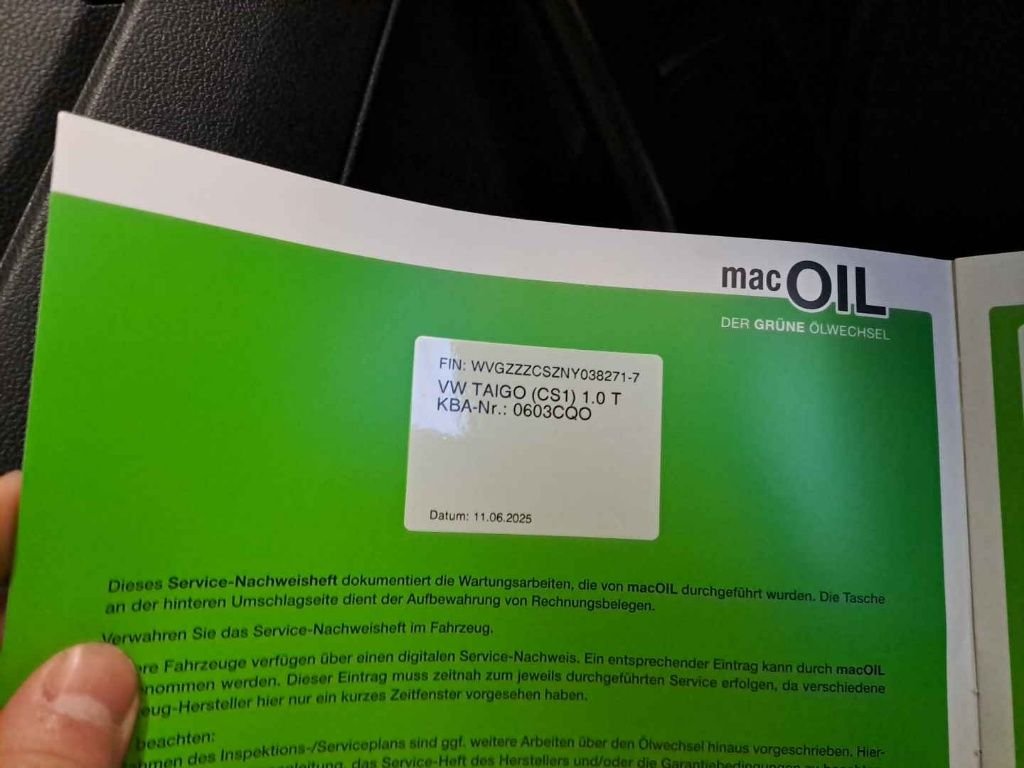 mac OIL
DER GRÜNE ÖLWECHSEL
FIN: WVGZZZCSZNY038271-7
VW TAIGO (CS1) 1.0 T
KBA-Nr.: 0603CQO
Datum: 11.06.2025
Dieses Service-Nachweisheft dokumentiert die Wartungsarbeiten, die von macOIL durchgeführt wurden. Die Tasche
an der hinteren Umschlagseite dient der Aufbewahrung von Rechnungsbelegen.
Verwahren Sie das Service-Nachweisheft im Fahrzeug.
Fahrzeuge verfügen über einen digitalen Service-Nachweis. Ein entsprechender Eintrag kann durch macOIL
werden. Dieser Eintrag muss zeitnah zum jeweils durchgeführten Service erfolgen, da verschiedene
hier nur ein kurzes Zeitfenster vorgesehen haben.
beachten:
des Inspektions-/Serviceplans sind ggf. weitere Arbeiten über den Ölwechsel hinaus vorgeschrieben. Hier-
das Service-Heft des Herstellers und/oder die Garantiebedingungen zu